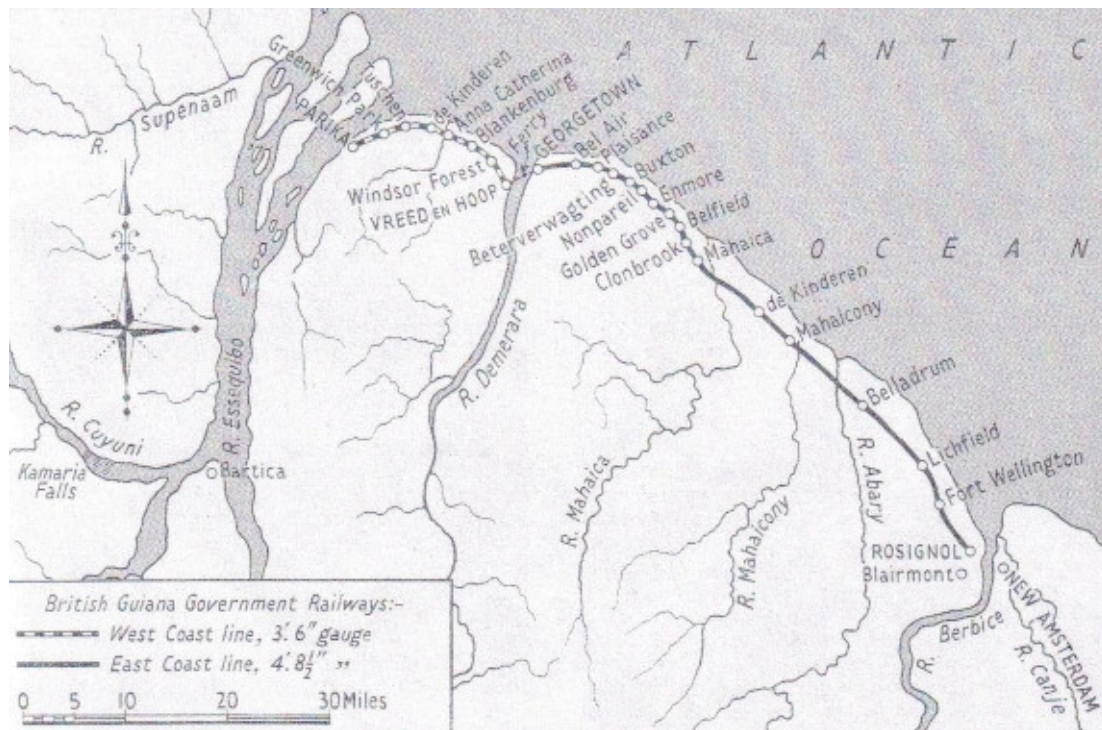 ATLANTIC
OCEAN
Greenwich Park
Tuschen
de Kinderen
Anna Catherina
Blankenburg
Ferry
GEORGETOWN
Bel Air
Plaisance
Buxton
Enmore
Belfield
Mahaica
de Kinderen
Mahaicony
Belladrum
Lichfield
Fort Wellington
R. Supenaam
PARIKA
Windsor Forest
VREED EN HOOP
Beterverwagting
Nonpareil
Golden Grove
Clonbrook
R. Essequibo
R. Demerara
R. Cuyuni
Kamaria
Falls
Bartica
R. Mahaica
R. Mahaicony
R. Abary
ROSIGNOL
Blairmont
NEW AMSTERDAM
R. Berbice
R. Canje
British Guiana Government Railways:-
West Coast line, 3'. 6" gauge
East Coast line, 4'. 8½" "
0 5 10 20 30 Miles